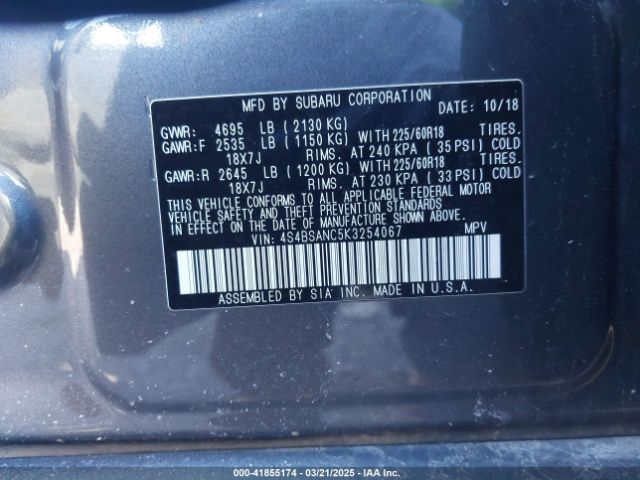 MFD BY SUBARU CORPORATION DATE: 10/18
GVWR: 4695 LB ( 2130 KG)
GAWR:F 2535 LB ( 1150 KG) WITH 225/60R18 TIRES.
18X7J RIMS. AT 240 KPA ( 35 PSI) COLD
GAWR:R 2645 LB ( 1200 KG) WITH 225/60R18 TIRES.
18X7J RIMS. AT 230 KPA ( 33 PSI) COLD
THIS VEHICLE CONFORMS TO ALL APPLICABLE FEDERAL MOTOR
VEHICLE SAFETY AND THEFT PREVENTION STANDARDS
IN EFFECT ON THE DATE OF MANUFACTURE SHOWN ABOVE.
VIN: 4S4BSANC5K3254067 MPV
ASSEMBLED BY SIA INC. MADE IN U.S.A.
000-41855174 - 03/21/2025 - IAA Inc.